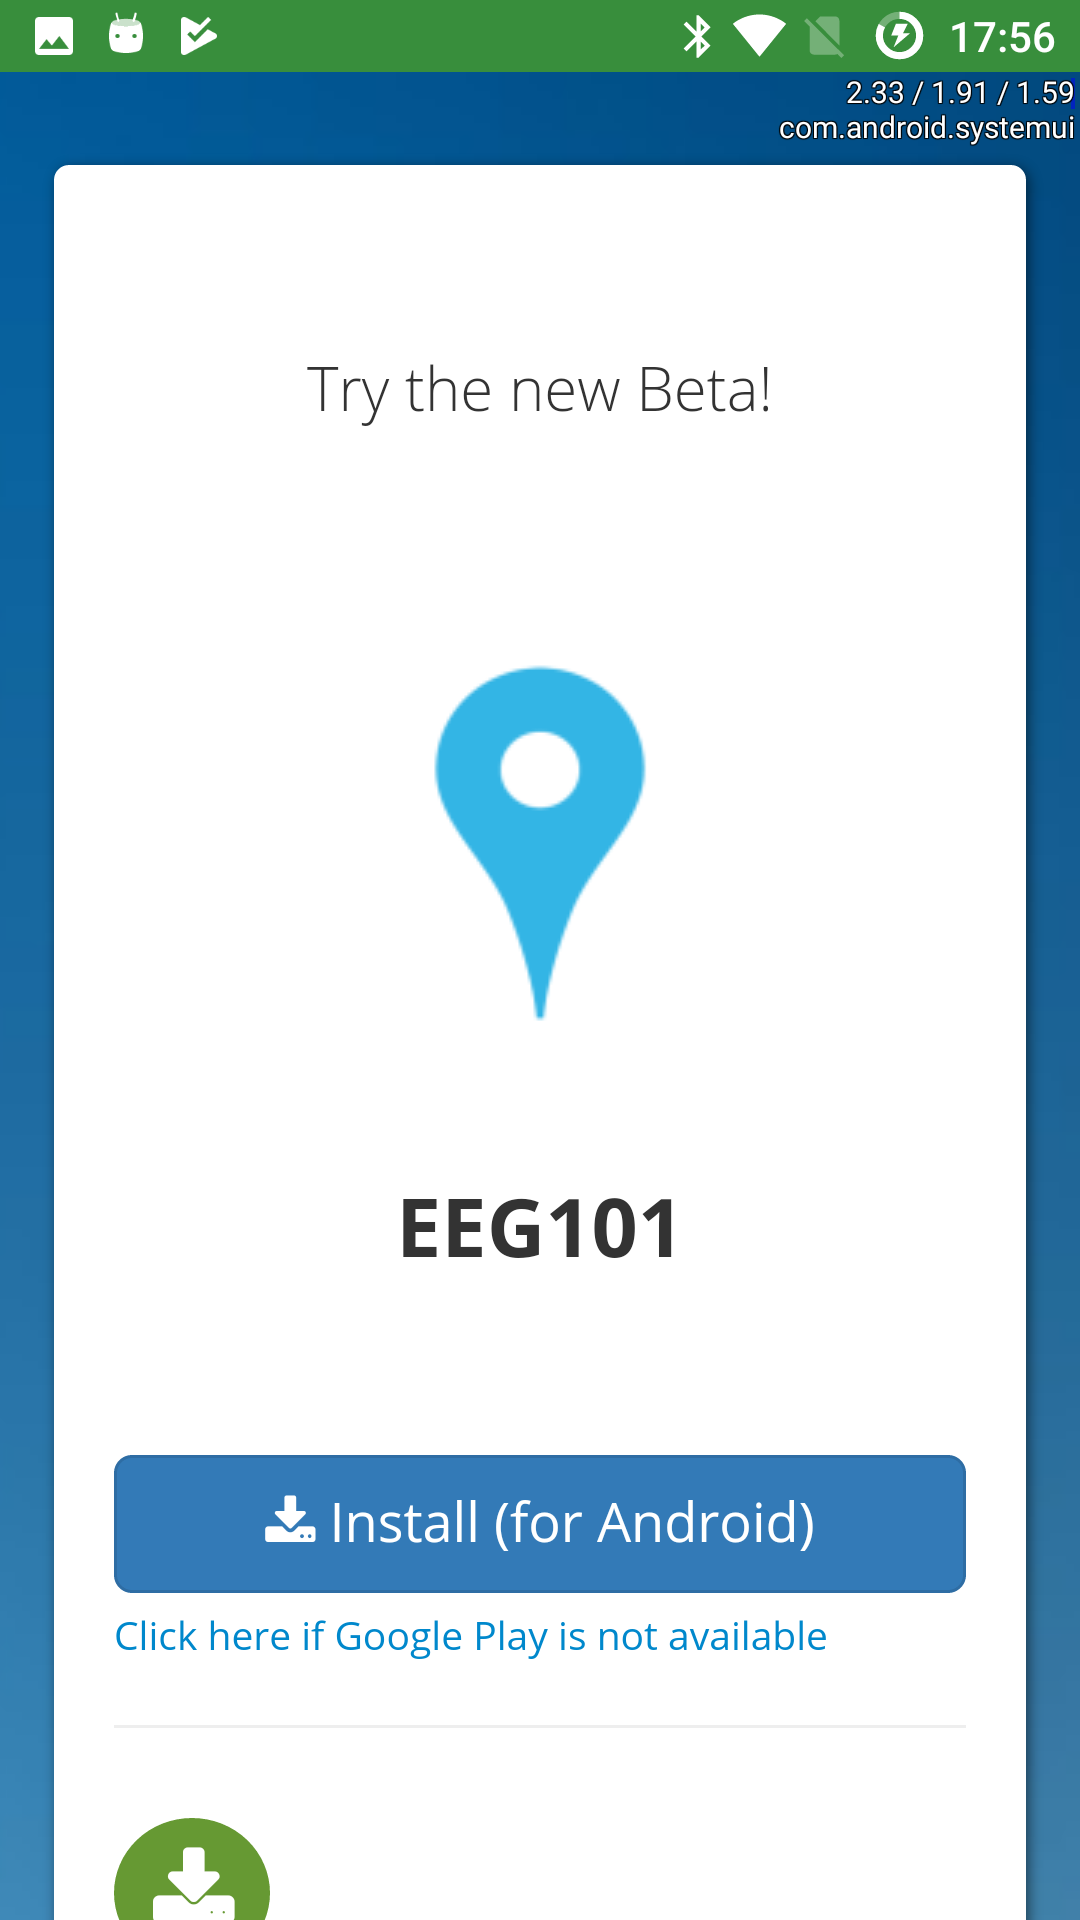 17:56
2.33 / 1.91 / 1.59
com.android.systemui
Try the new Beta!
EEG101
Install (for Android)
Click here if Google Play is not available